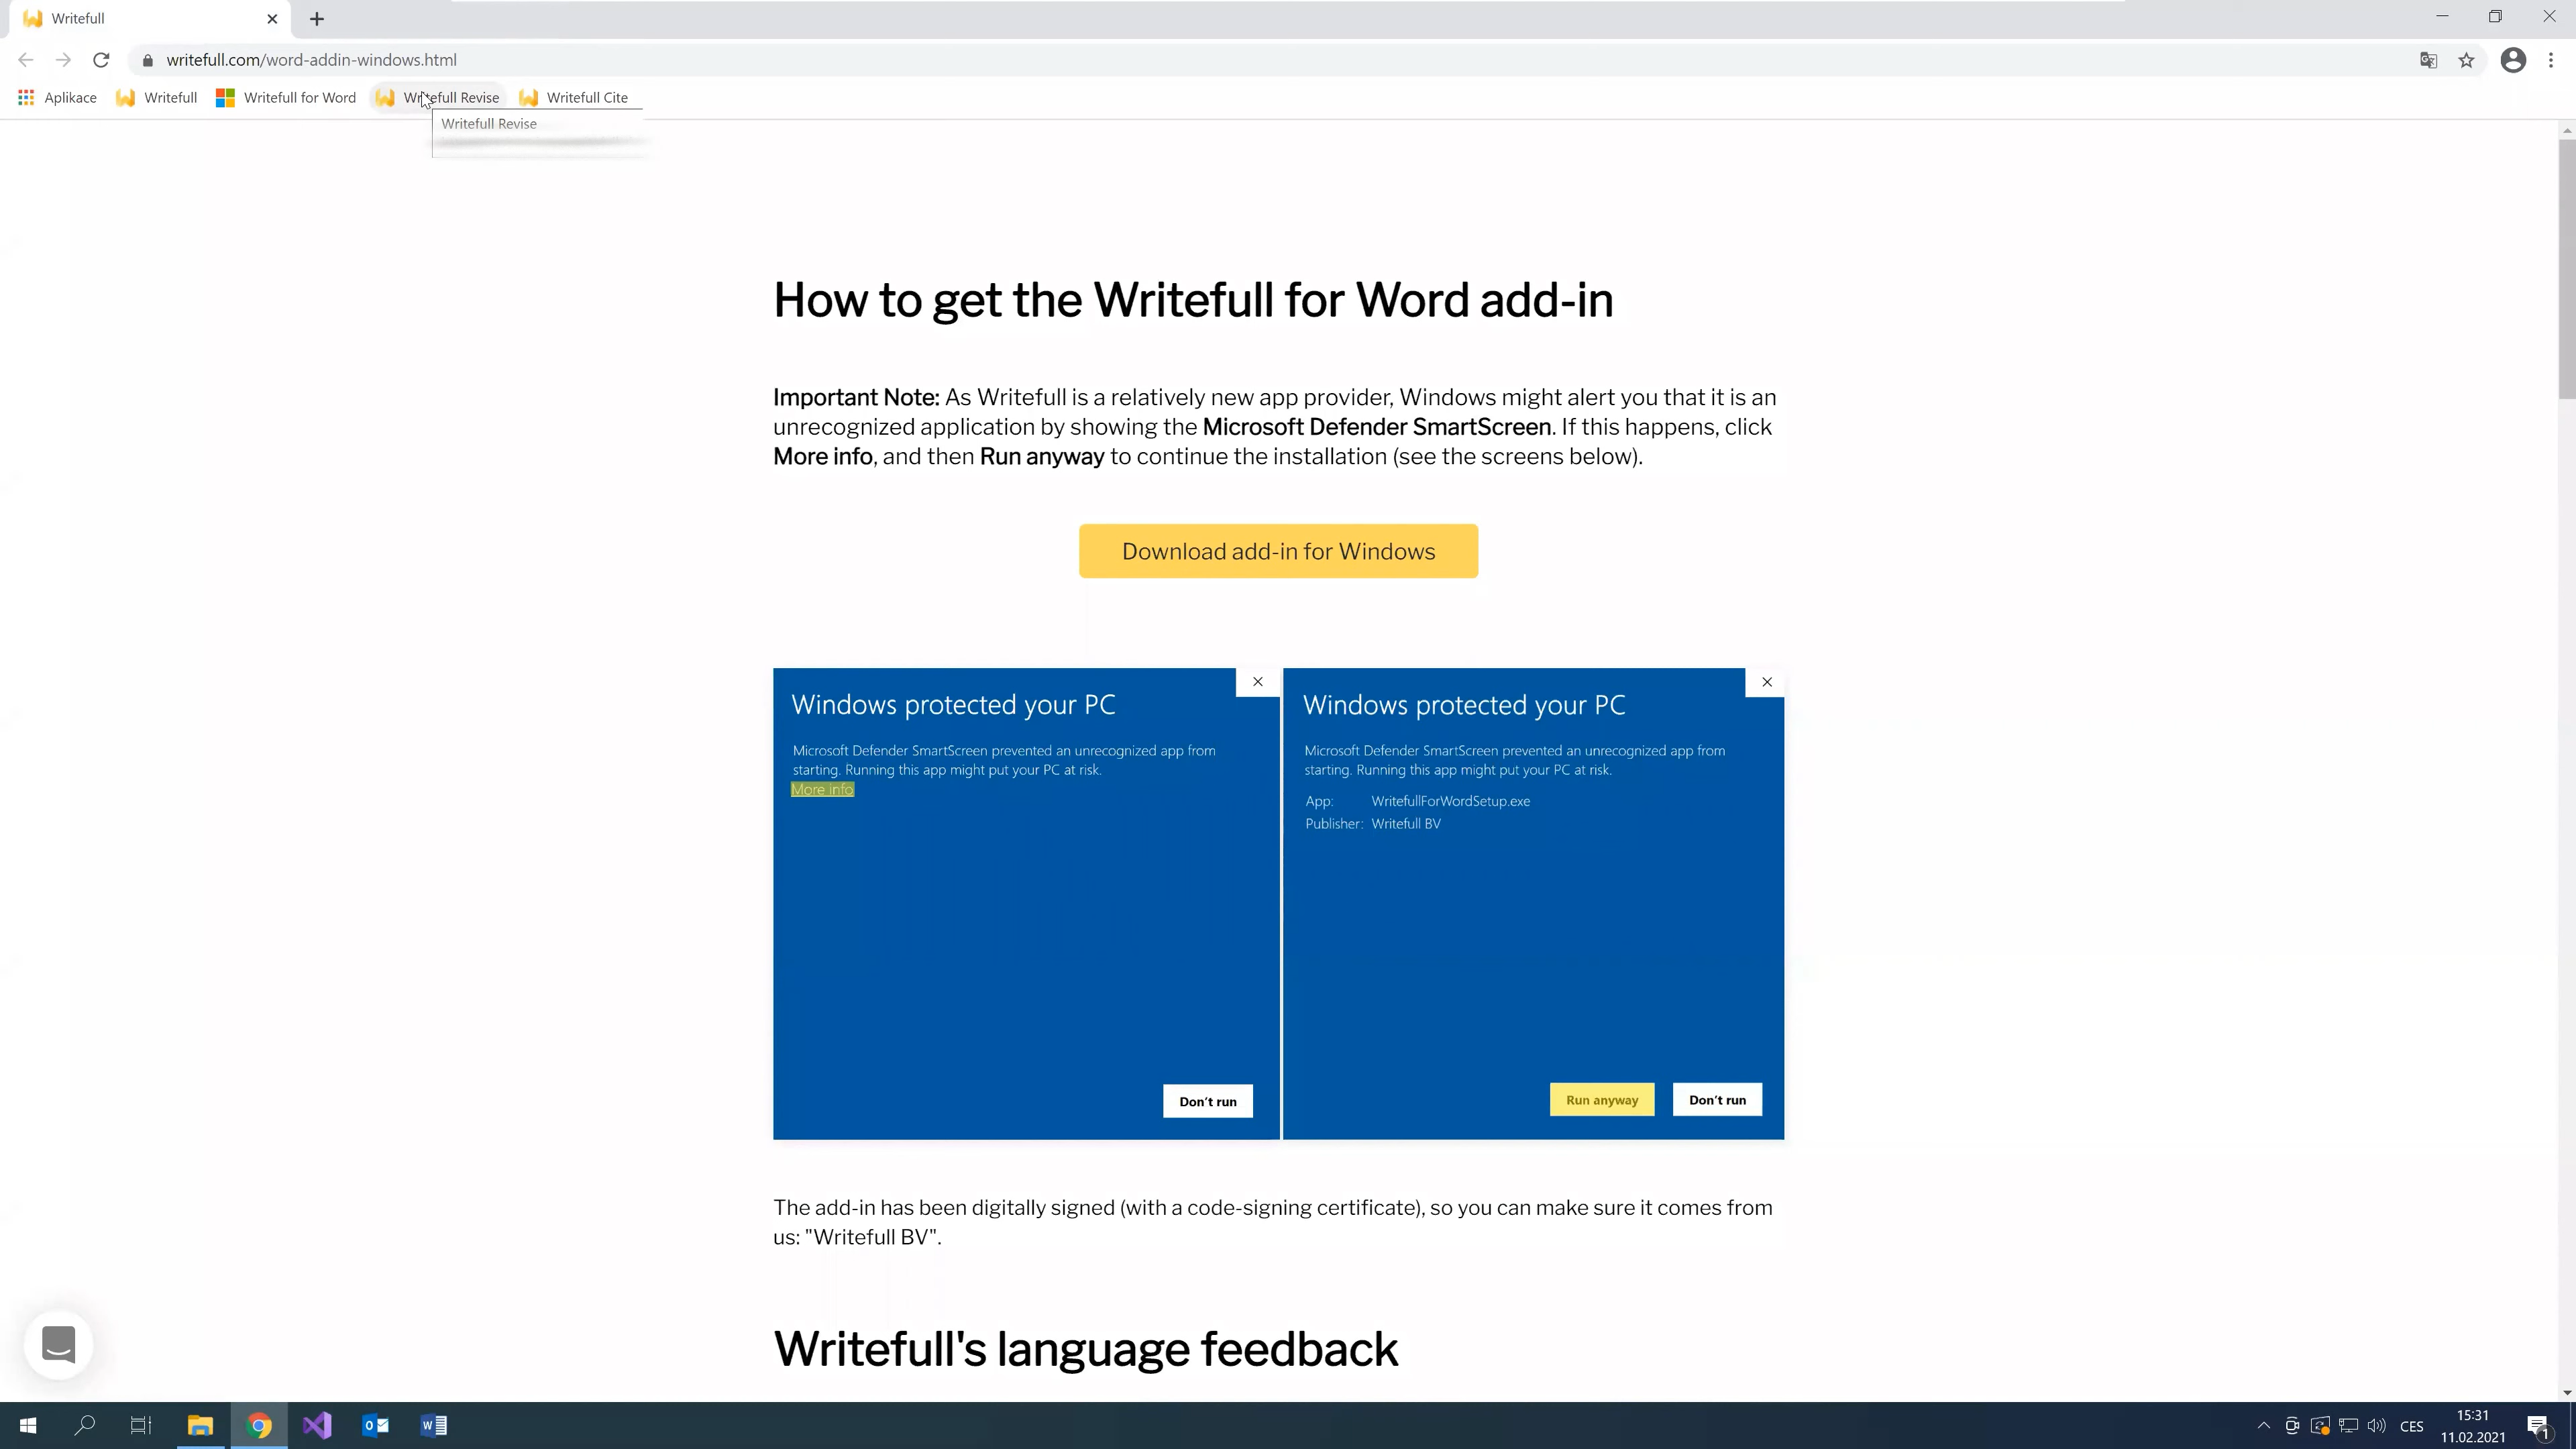 Writefull
writefull.com/word-addin-windows.html
Aplikace Writefull Writefull for Word Writefull Revise Writefull Cite
Writefull Revise
How to get the Writefull for Word add-in
Important Note: As Writefull is a relatively new app provider, Windows might alert you that it is an
unrecognized application by showing the Microsoft Defender SmartScreen. If this happens, click
More info, and then Run anyway to continue the installation (see the screens below).
Download add-in for Windows
Windows protected your PC
Microsoft Defender SmartScreen prevented an unrecognized app from
starting. Running this app might put your PC at risk.
More info
Don't run
Windows protected your PC
Microsoft Defender SmartScreen prevented an unrecognized app from
starting. Running this app might put your PC at risk.
App: WritefullForWordSetup.exe
Publisher: Writefull BV
Run anyway Don't run
The add-in has been digitally signed (with a code-signing certificate), so you can make sure it comes from
us: "Writefull BV".
Writefull's language feedback
CES
15:31
11.02.2021
1